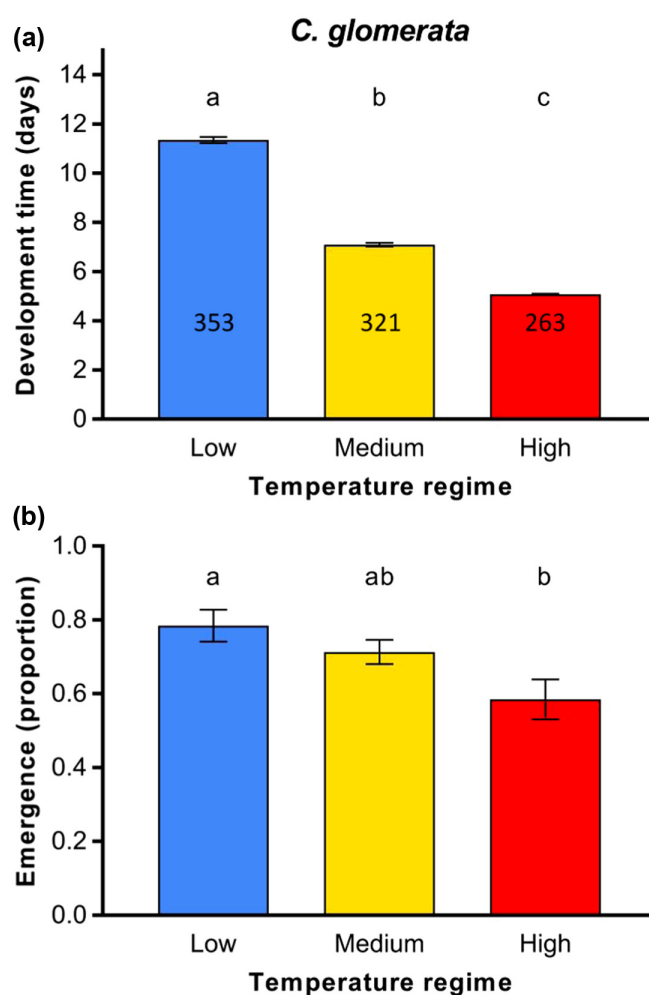 (a)
C. glomerata
Development time (days)
14
12
10
8
6
4
2
0
a b c
353 321 263
Low Medium High
Temperature regime
(b)
Emergence (proportion)
1.0
0.8
0.6
0.4
0.2
0.0
a ab b
Low Medium High
Temperature regime